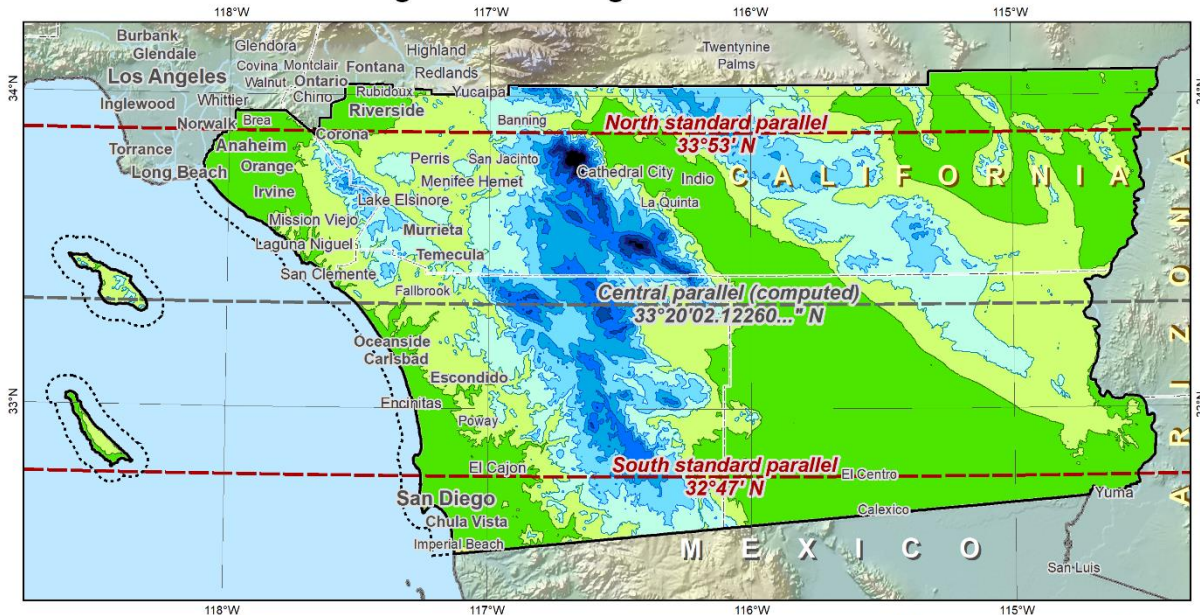 118°W 117°W 116°W 115°W
Burbank
Glendale
Glendora
Covina Montclair
Walnut Ontario
Chino
Fontana
Highland
Redlands
Rubidoux Yucaipa
Twentynine
Palms
Los Angeles
34°N
Inglewood Whittier
Norwalk Brea
Riverside
Banning
North standard parallel
33°53' N
Torrance Anaheim Corona
Long Beach Orange
Perris San Jacinto
Cathedral City Indio
CALIFORNIA
Irvine
Menifee Hemet
Lake Elsinore
La Quinta
Mission Viejo
Murrieta
Laguna Niguel
Temecula
San Clemente
Fallbrook
Central parallel (computed)
33°20'02.12260..." N
ARIZONA
Oceanside
Carlsbad
Escondido
33°N
Encinitas
Poway
El Cajon
South standard parallel
32°47' N
El Centro
San Diego
Yuma
Chula Vista
Calexico
Imperial Beach
MEXICO
San Luis
118°W 117°W 116°W 115°W